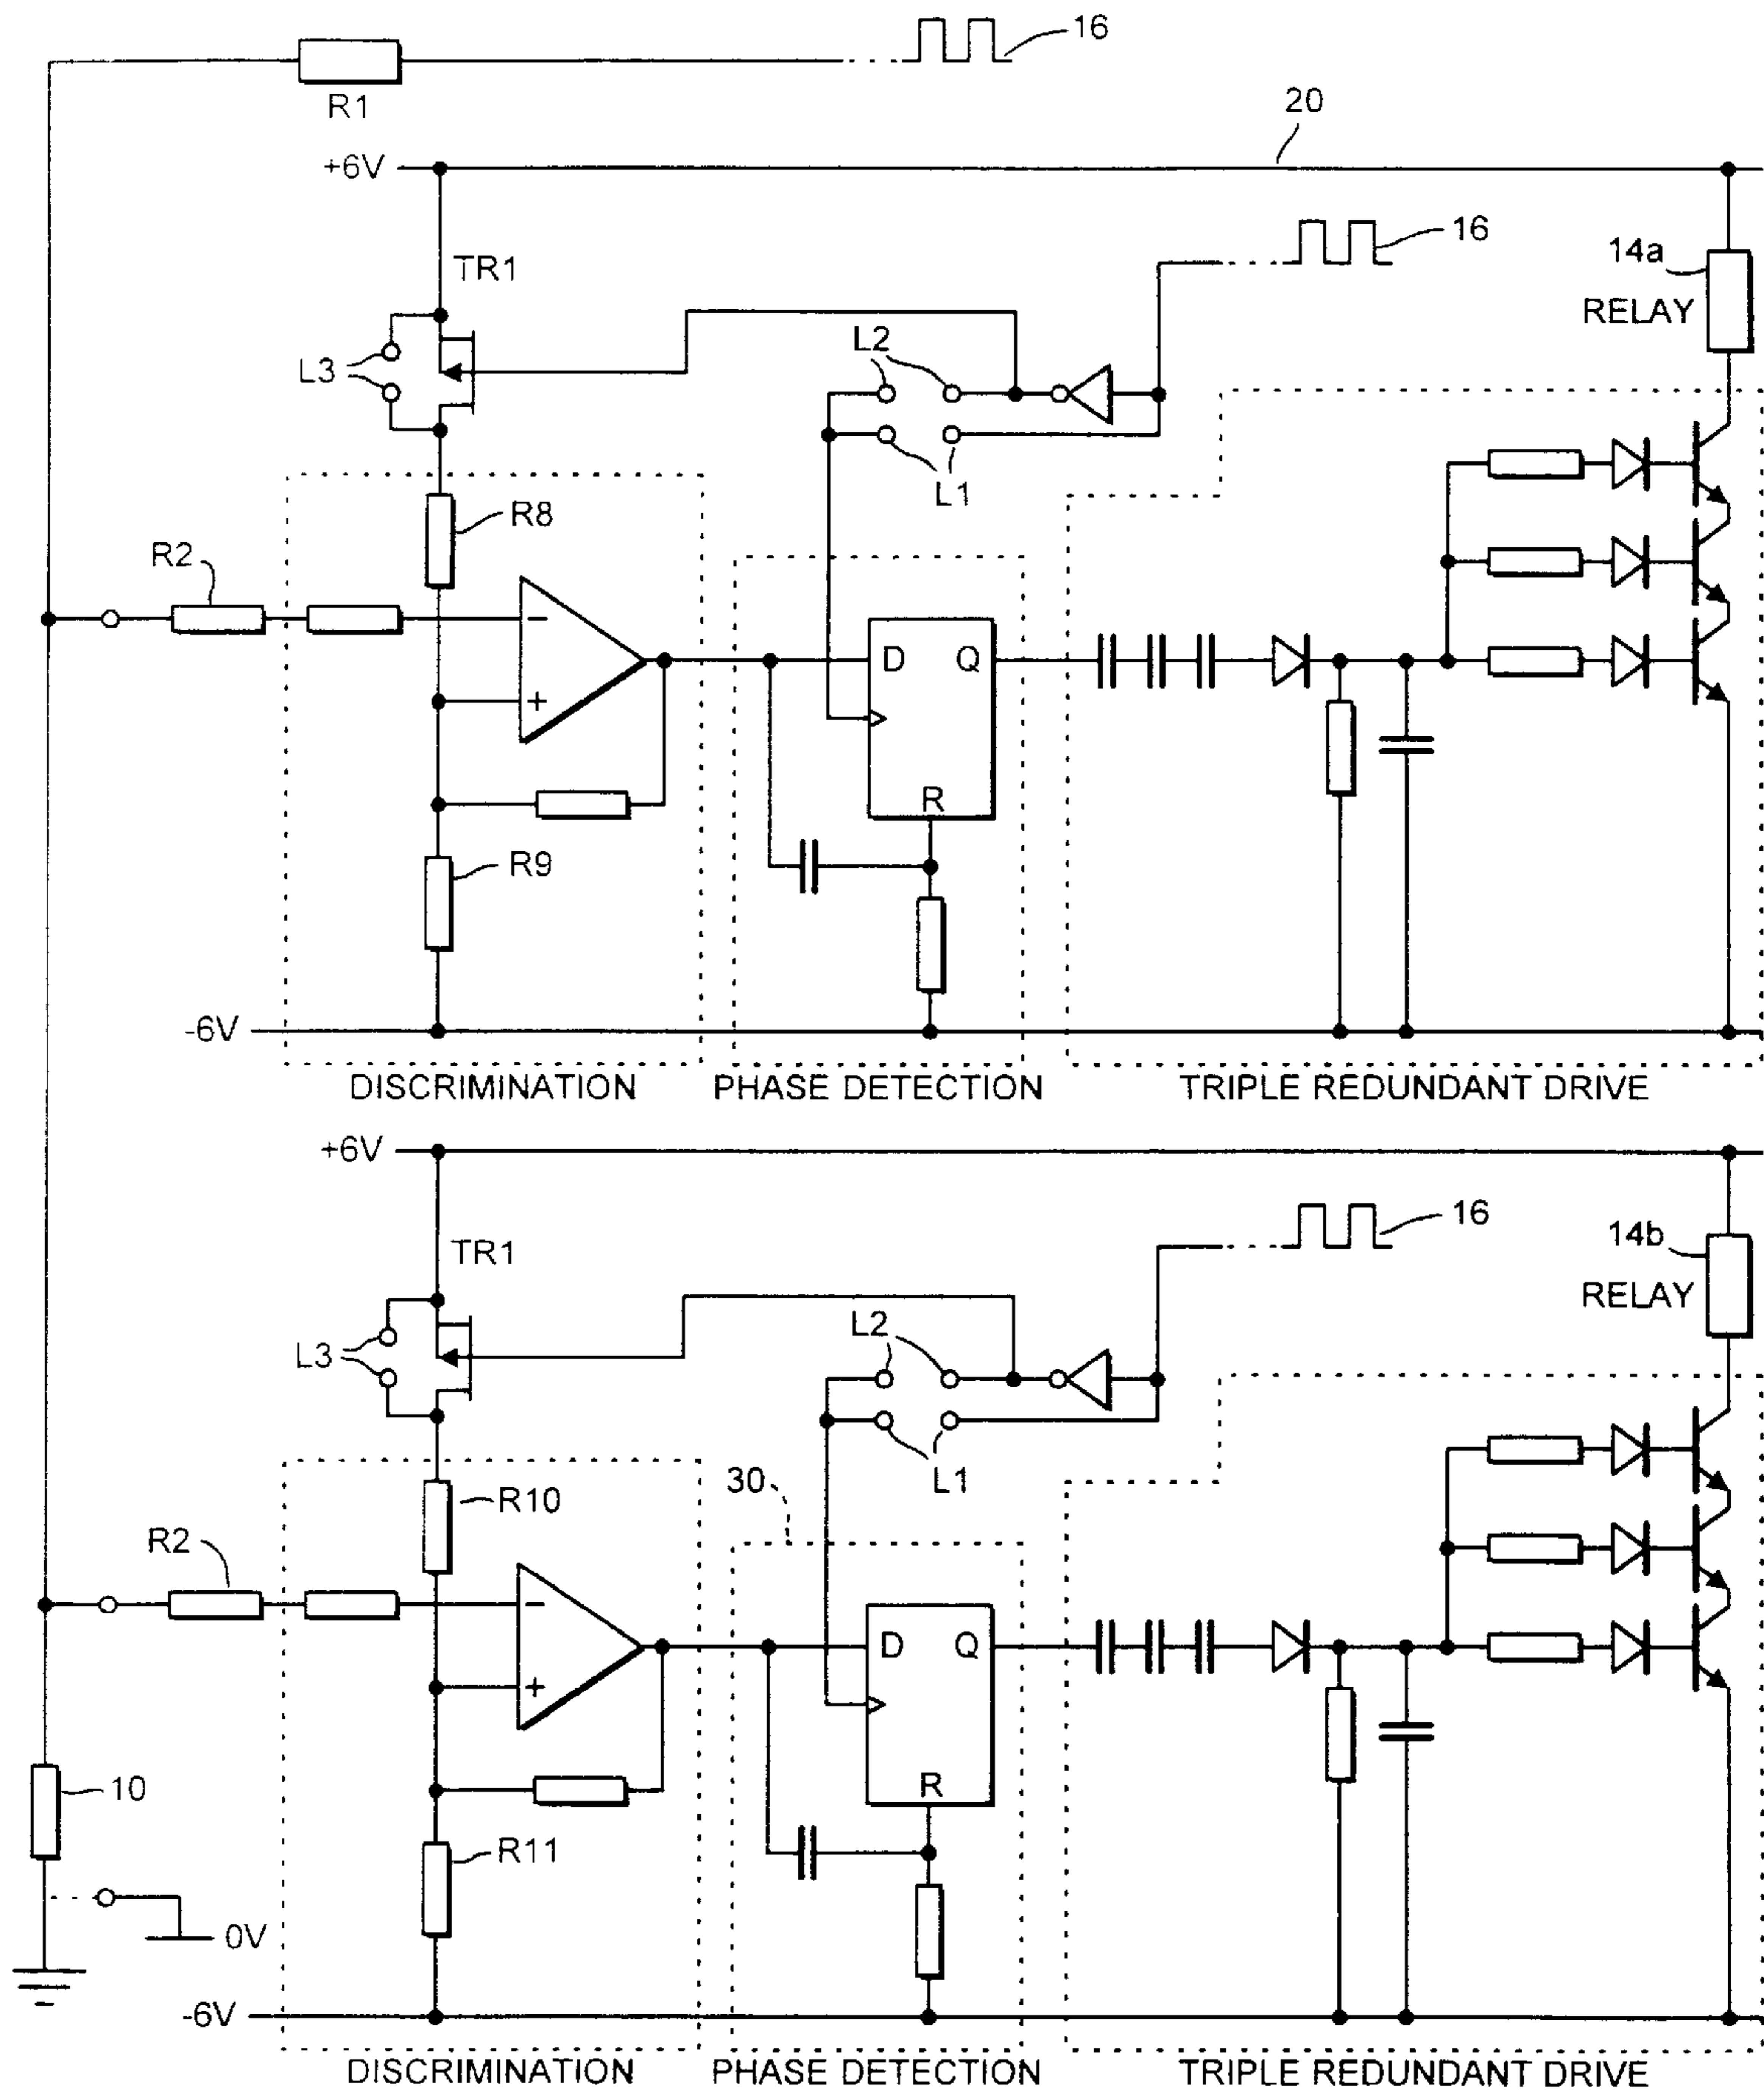 16
R1
20
+6V
16
14a
TR1
RELAY
L2
L3
L1
R8
R2
−
D Q
+
R
R9
-6V
DISCRIMINATION PHASE DETECTION TRIPLE REDUNDANT DRIVE
+6V
16
14b
TR1
RELAY
L2
L3
L1
30
R10
R2
−
D Q
+
10
R
R11
0V
-6V
DISCRIMINATION PHASE DETECTION TRIPLE REDUNDANT DRIVE